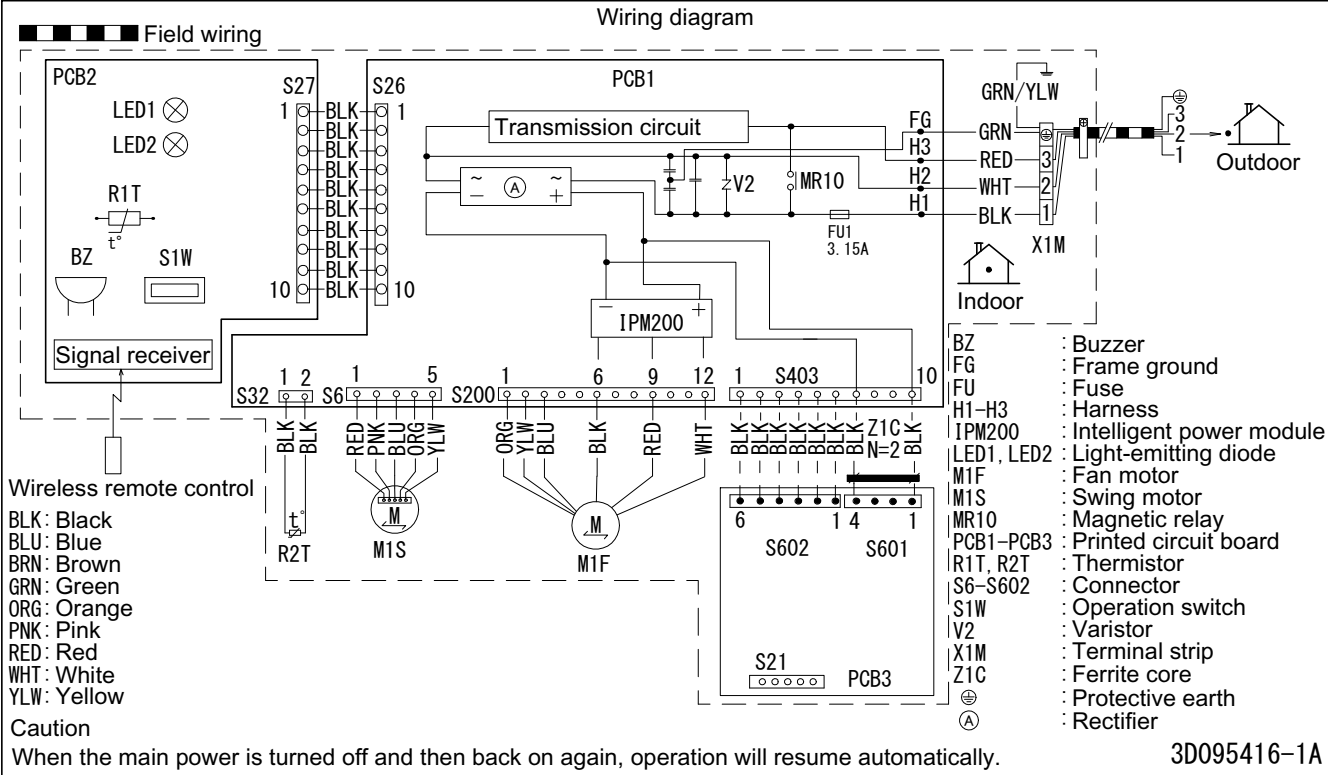 Wiring diagram
Field wiring
PCB2
S27
S26
PCB1
LED1
LED2
R1T
t°
BZ
S1W
Signal receiver
1 BLK 1
BLK
BLK
BLK
BLK
BLK
BLK
BLK
BLK
10 BLK 10
Transmission circuit
~ ~
A
- +
V2
MR10
FU1
3.15A
FG
H3
H2
H1
GRN/YLW
GRN
RED 3
WHT 2
BLK 1
X1M
3
2
1
Outdoor
Indoor
- +
IPM200
S32 1 2
S6 1 5
S200 1 6 9 12
1 S403 10
BLK
BLK
RED
PNK
BLU
ORG
YLW
ORG
YLW
BLU
BLK
RED
WHT
BLK
BLK
BLK
BLK
BLK
BLK
BLK
Z1C
N=2
BLK
t°
R2T
M
M1S
M
M1F
6 1
S602
4 1
S601
S21
PCB3
Wireless remote control
BLK: Black
BLU: Blue
BRN: Brown
GRN: Green
ORG: Orange
PNK: Pink
RED: Red
WHT: White
YLW: Yellow
BZ : Buzzer
FG : Frame ground
FU : Fuse
H1-H3 : Harness
IPM200 : Intelligent power module
LED1, LED2 : Light-emitting diode
M1F : Fan motor
M1S : Swing motor
MR10 : Magnetic relay
PCB1-PCB3 : Printed circuit board
R1T, R2T : Thermistor
S6-S602 : Connector
S1W : Operation switch
V2 : Varistor
X1M : Terminal strip
Z1C : Ferrite core
: Protective earth
A : Rectifier
Caution
When the main power is turned off and then back on again, operation will resume automatically.
3D095416-1A